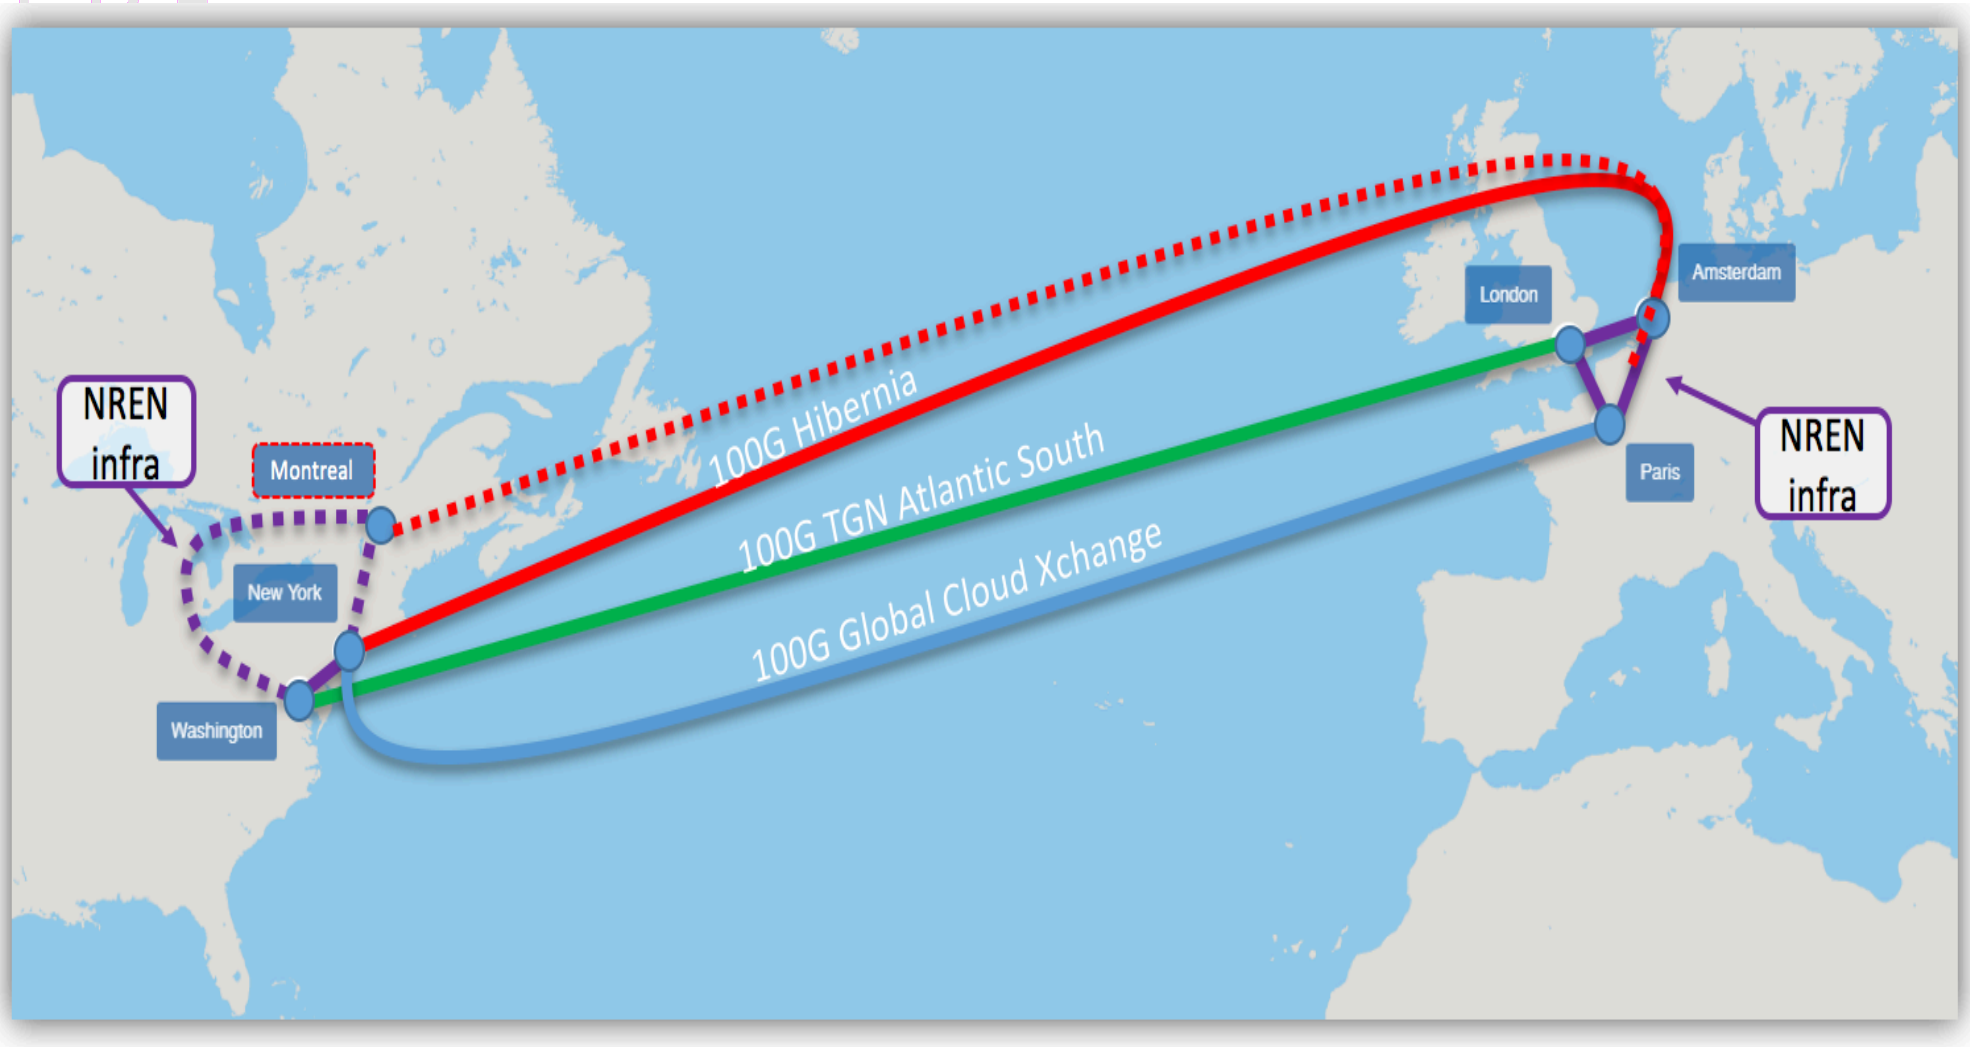 Amsterdam
London
100G Hibernia
NREN
infra
NREN
infra
100G TGN Atlantic South
Montreal
Paris
100G Global Cloud Xchange
New York
Washington